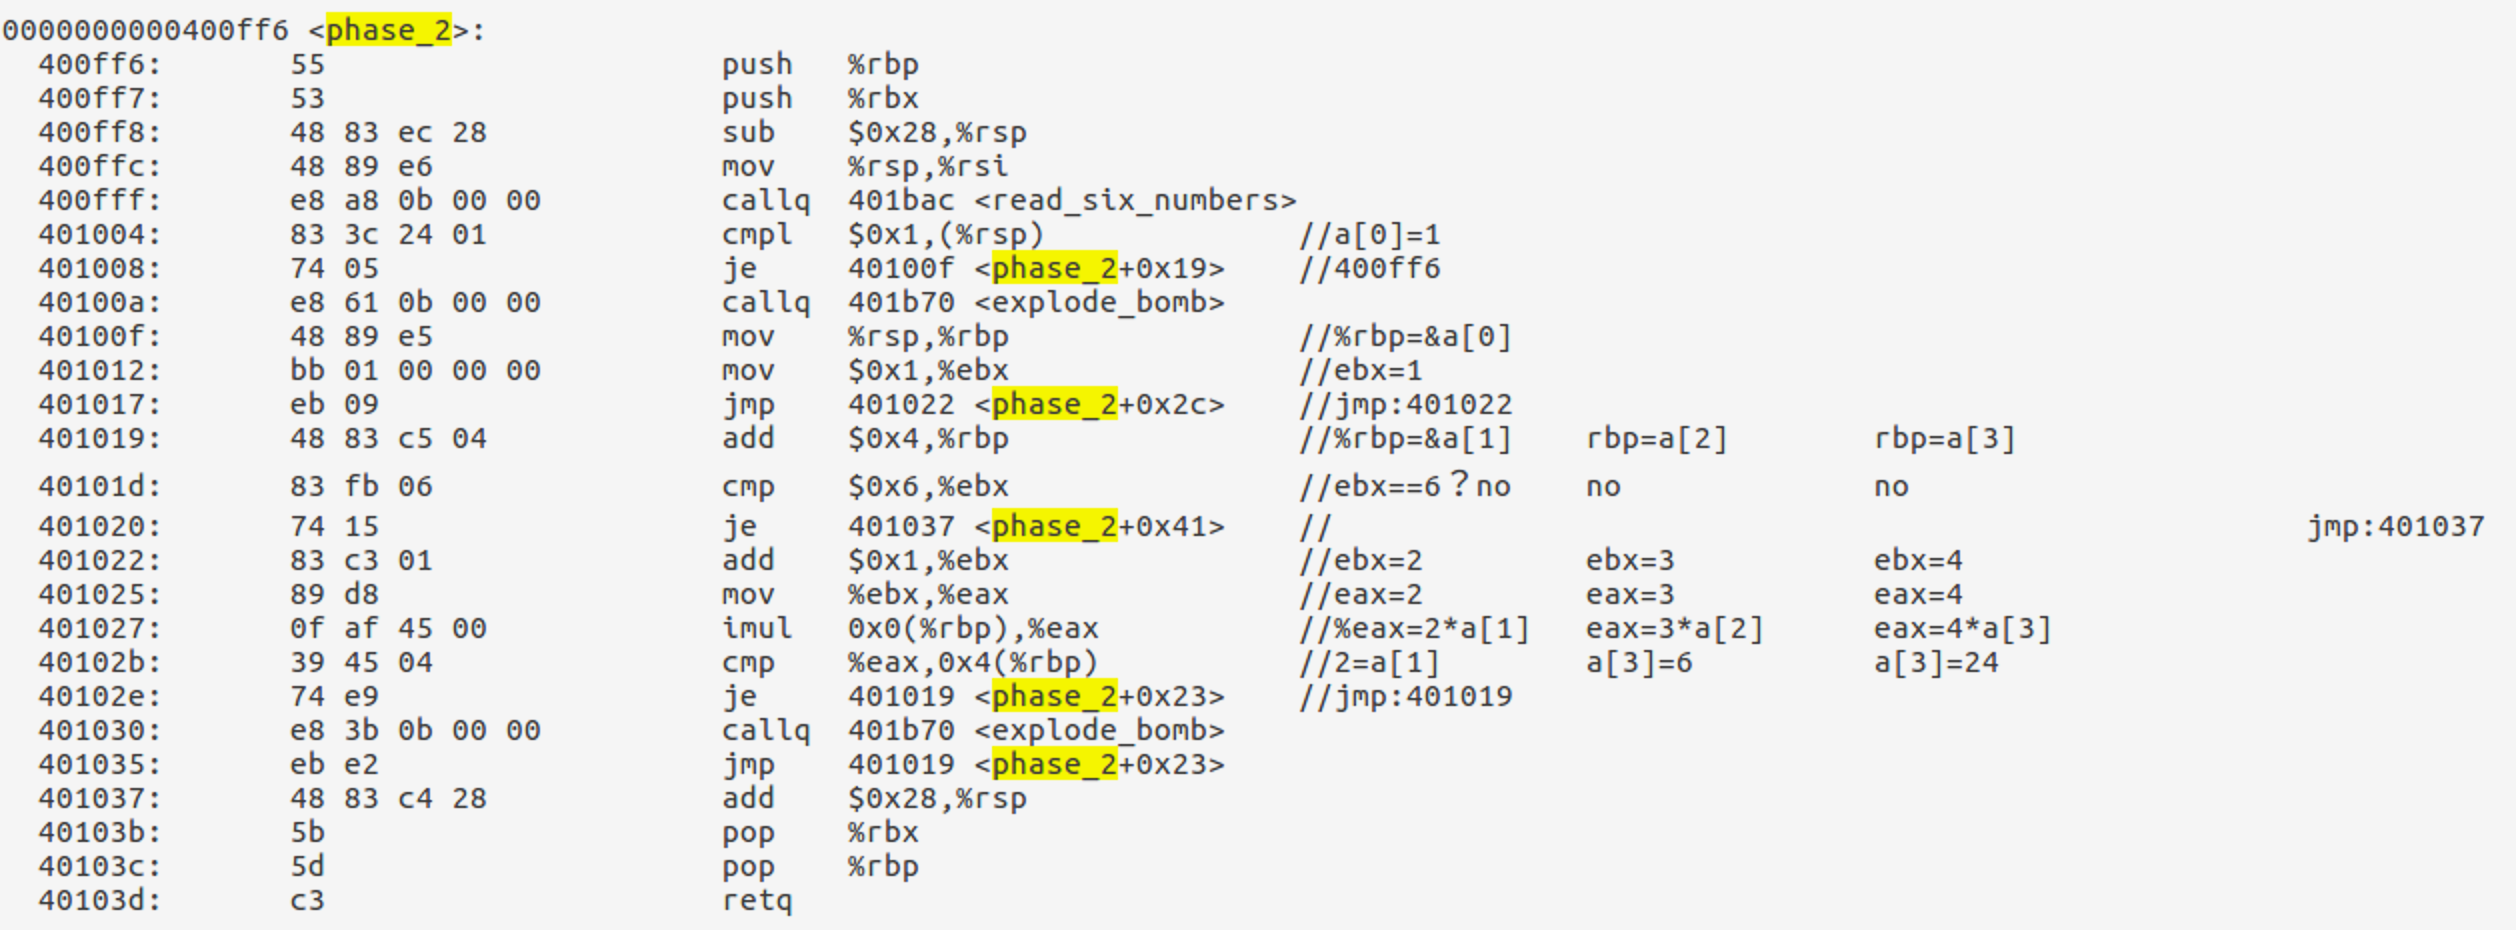 0000000000400ff6 <phase_2>:
400ff6: 55 push %rbp
400ff7: 53 push %rbx
400ff8: 48 83 ec 28 sub $0x28,%rsp
400ffc: 48 89 e6 mov %rsp,%rsi
400fff: e8 a8 0b 00 00 callq 401bac <read_six_numbers>
401004: 83 3c 24 01 cmpl $0x1,(%rsp) //a[0]=1
401008: 74 05 je 40100f <phase_2+0x19> //400ff6
40100a: e8 61 0b 00 00 callq 401b70 <explode_bomb>
40100f: 48 89 e5 mov %rsp,%rbp //%rbp=&a[0]
401012: bb 01 00 00 00 mov $0x1,%ebx //ebx=1
401017: eb 09 jmp 401022 <phase_2+0x2c> //jmp:401022
401019: 48 83 c5 04 add $0x4,%rbp //%rbp=&a[1] rbp=a[2] rbp=a[3]
40101d: 83 fb 06 cmp $0x6,%ebx //ebx==6？no no no
401020: 74 15 je 401037 <phase_2+0x41> // jmp:401037
401022: 83 c3 01 add $0x1,%ebx //ebx=2 ebx=3 ebx=4
401025: 89 d8 mov %ebx,%eax //eax=2 eax=3 eax=4
401027: 0f af 45 00 imul 0x0(%rbp),%eax //%eax=2*a[1] eax=3*a[2] eax=4*a[3]
40102b: 39 45 04 cmp %eax,0x4(%rbp) //2=a[1] a[3]=6 a[3]=24
40102e: 74 e9 je 401019 <phase_2+0x23> //jmp:401019
401030: e8 3b 0b 00 00 callq 401b70 <explode_bomb>
401035: eb e2 jmp 401019 <phase_2+0x23>
401037: 48 83 c4 28 add $0x28,%rsp
40103b: 5b pop %rbx
40103c: 5d pop %rbp
40103d: c3 retq